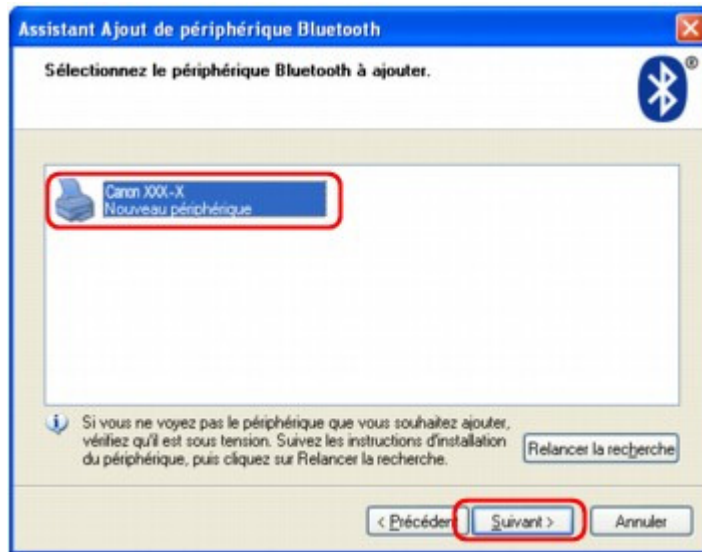 Assistant Ajout de périphérique Bluetooth
Sélectionnez le périphérique Bluetooth à ajouter.
®
Canon XXX-X
Nouveau périphérique
Si vous ne voyez pas le périphérique que vous souhaitez ajouter,
vérifiez qu'il est sous tension. Suivez les instructions d'installation
du périphérique, puis cliquez sur Relancer la recherche.
Relancer la recherche
< Précéden
Suivant >
Annuler